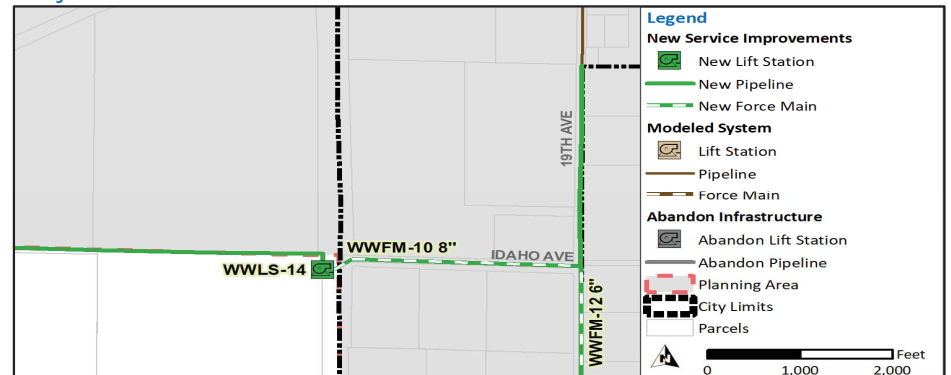 19TH AVE
WWFM-10 8"
IDAHO AVE
WWLS-14
WWFM-12 6"
Legend
New Service Improvements
New Lift Station
New Pipeline
New Force Main
Modeled System
Lift Station
Pipeline
Force Main
Abandon Infrastructure
Abandon Lift Station
Abandon Pipeline
Planning Area
City Limits
Parcels
N
Feet
0 1,000 2,000